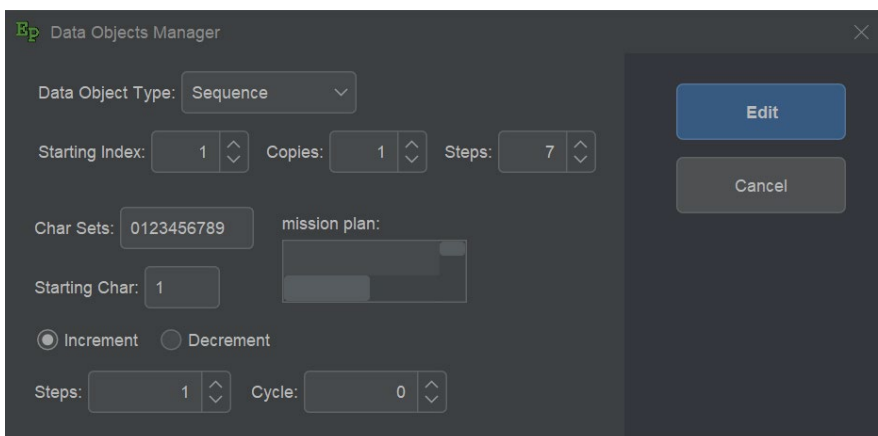 Ep Data Objects Manager
Data Object Type: Sequence
Edit
Starting Index: 1 Copies: 1 Steps: 7
Cancel
Char Sets: 0123456789 mission plan:
Starting Char: 1
Increment Decrement
Steps: 1 Cycle: 0